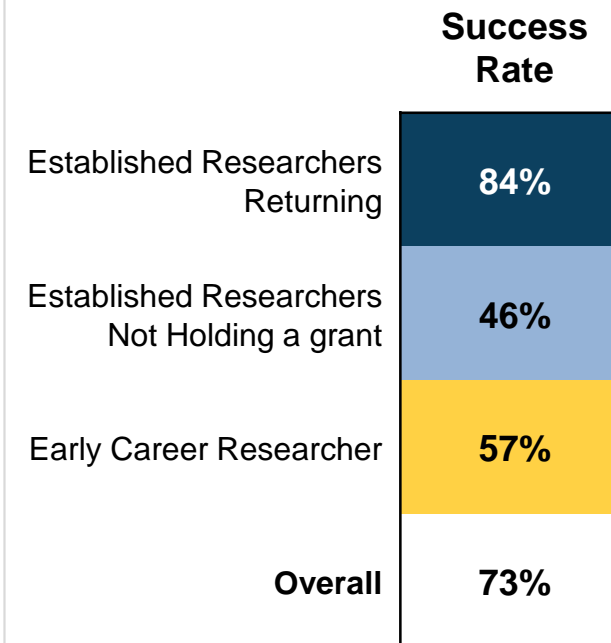 Success
Rate
Established Researchers
Returning
84%
Established Researchers
Not Holding a grant
46%
Early Career Researcher
57%
Overall
73%